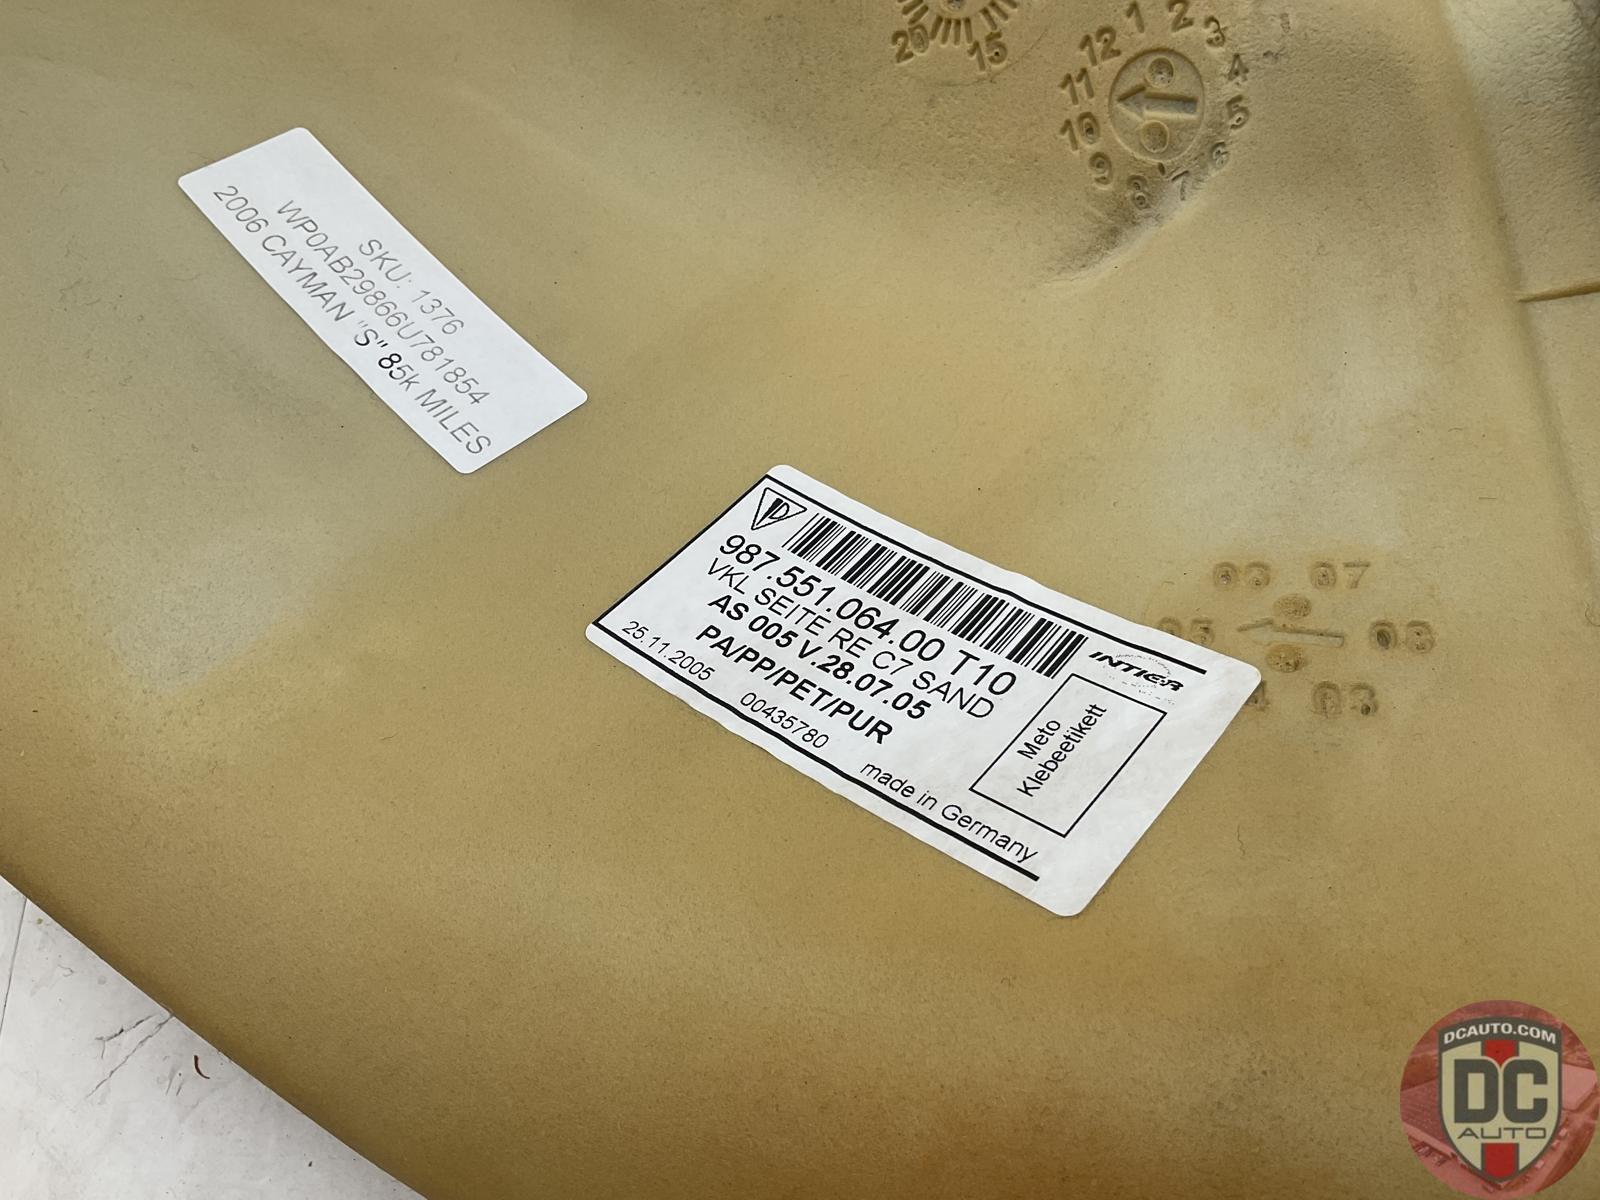 20 15
12 1 2 3 4 5 6 7 8 9 10 11
SKU: 1376
WP0AB29866U781854
2006 CAYMAN "S" 85k MILES
987.551.064.00 T10
VKL SEITE RE C7 SAND
AS 005 V.28.07.05
PA/PP/PET/PUR
25.11.2005 00435780
made in Germany
INTIER
Meto
Klebeetikett
07
08
DCAUTO.COM
DC
AUTO